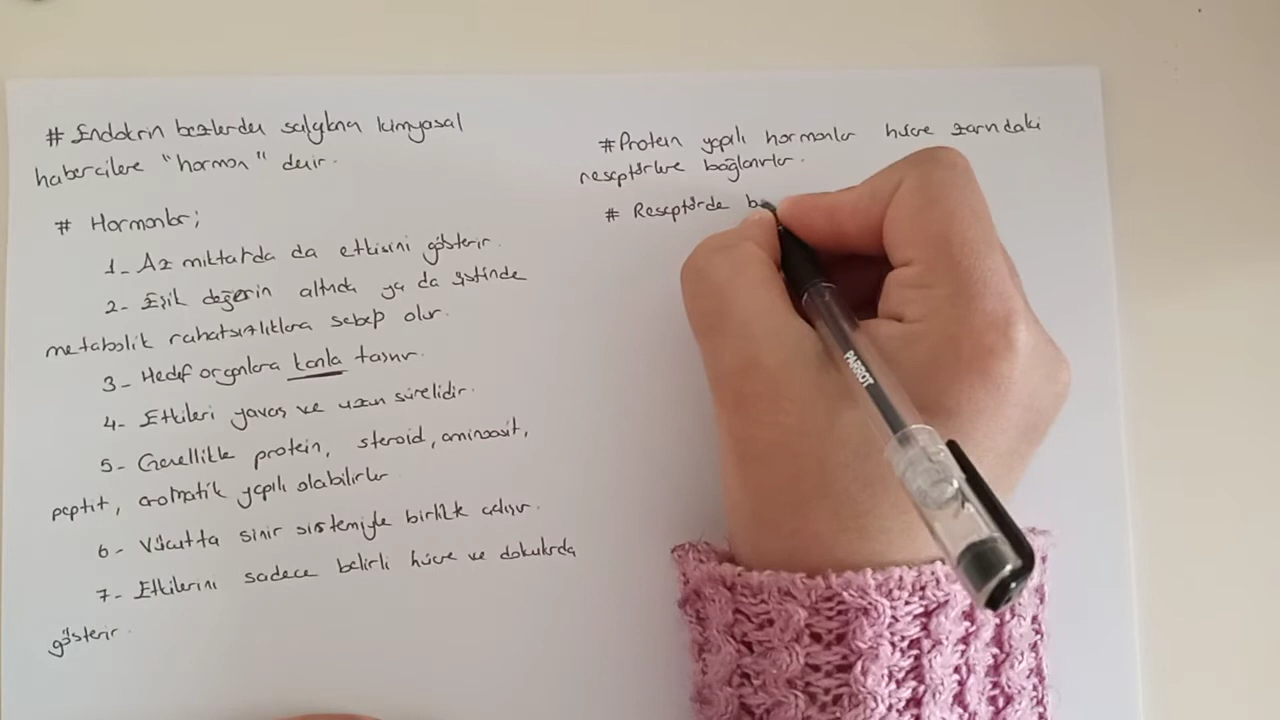 # Endokrin bezlerden salgılanan kimyasal
habercilere "hormon" denir.
# Hormonlar;
1- Az miktarda da etkisini gösterir.
2- Eşik değerin altında ya da üstünde
metabolik rahatsızlıklara sebep olur.
3- Hedef organlara kanla taşınır.
4- Etkileri yavaş ve uzun sürelidir.
5- Genellikle protein, steroid, aminoasit,
peptit, aromatik yapılı olabilirler
6- Vücutta sinir sistemiyle birlikte çalışır.
7- Etkilerini sadece belirli hücre ve dokularda
gösterir.
# Protein yapılı hormonlar hücre zarındaki
reseptörlere bağlanırlar.
# Reseptörde b
PARROT